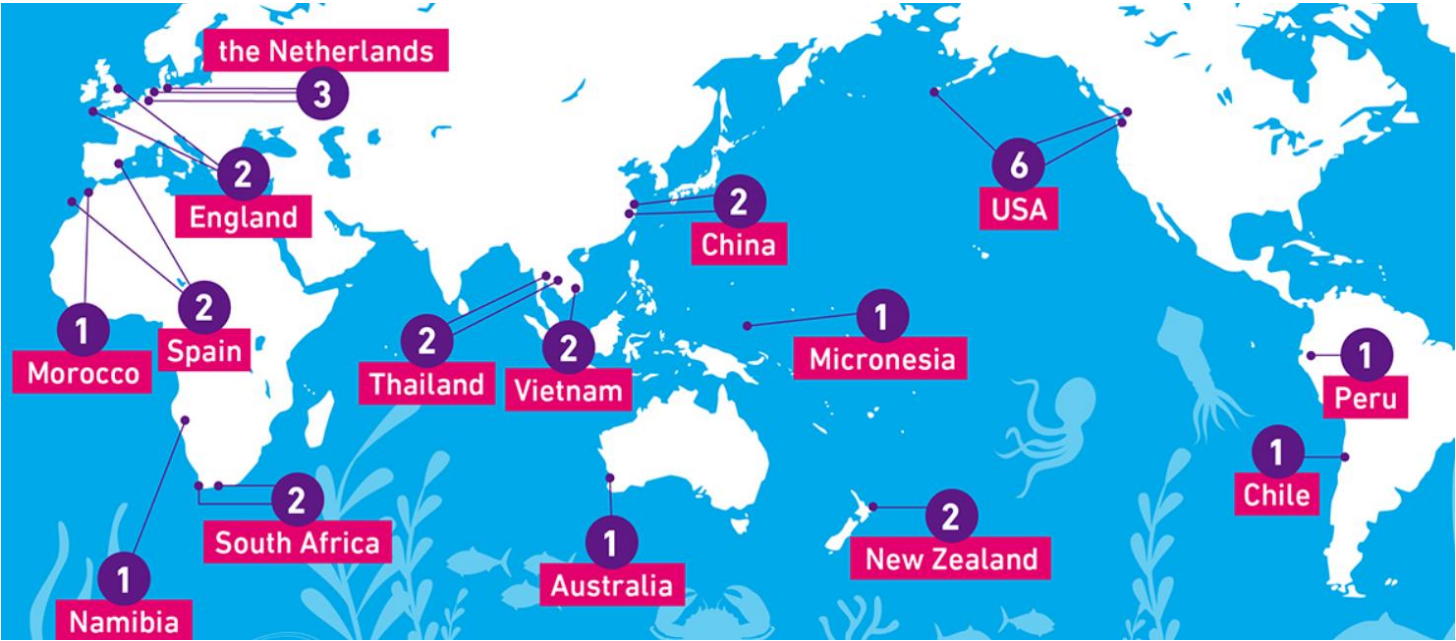 the Netherlands
3
2
England
2
China
6
USA
1
Morocco
2
Spain
2
Thailand
2
Vietnam
1
Micronesia
1
Peru
1
Chile
2
South Africa
1
Namibia
1
Australia
2
New Zealand